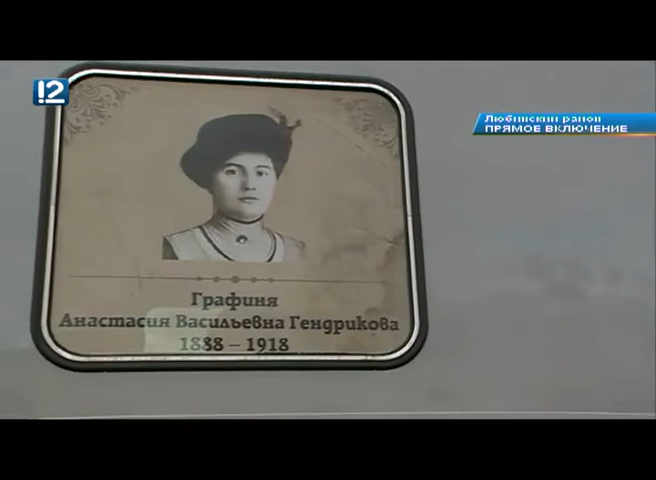 12
Любинский район
ПРЯМОЕ ВКЛЮЧЕНИЕ
Графиня
Анастасия Васильевна Гендрикова
1888 – 1918